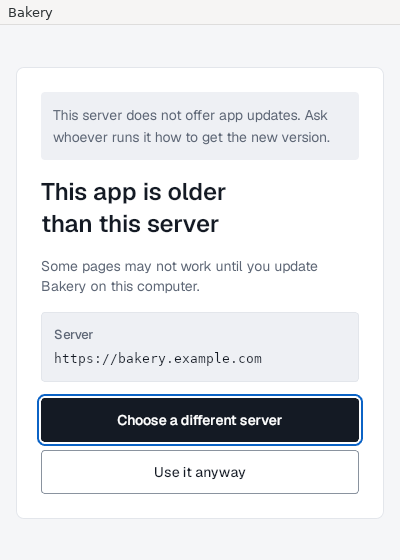 Bakery
This server does not offer app updates. Ask
whoever runs it how to get the new version.
This app is older
than this server
Some pages may not work until you update
Bakery on this computer.
Server
https://bakery.example.com
Choose a different server
Use it anyway